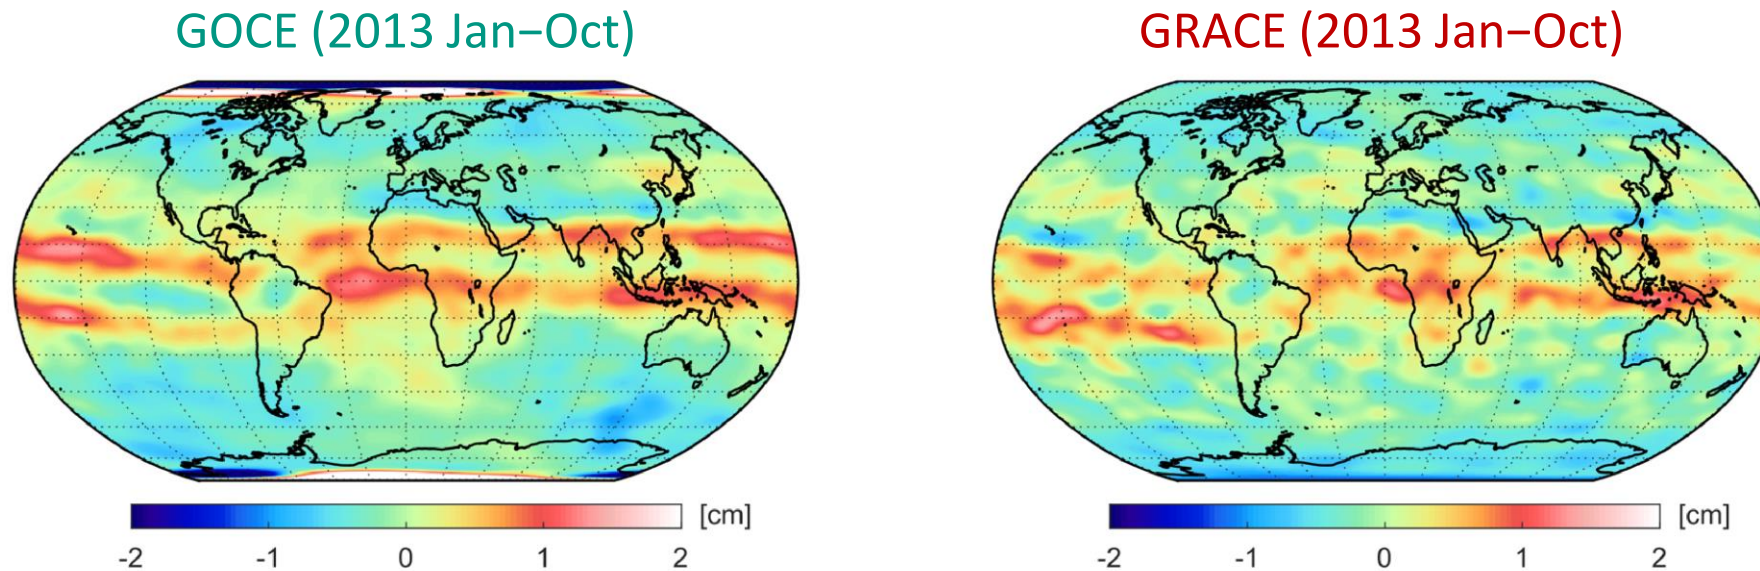 GOCE (2013 Jan–Oct)
GRACE (2013 Jan–Oct)
[cm]
-2 -1 0 1 2
[cm]
-2 -1 0 1 2